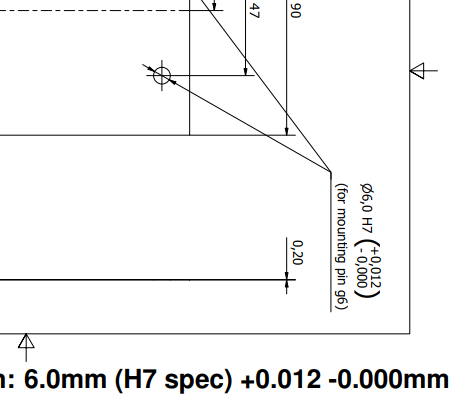 47
90
Ø6,0 H7 (+0,012
- 0,000)
(for mounting pin g6)
0,20
: 6.0mm (H7 spec) +0.012 -0.000mm